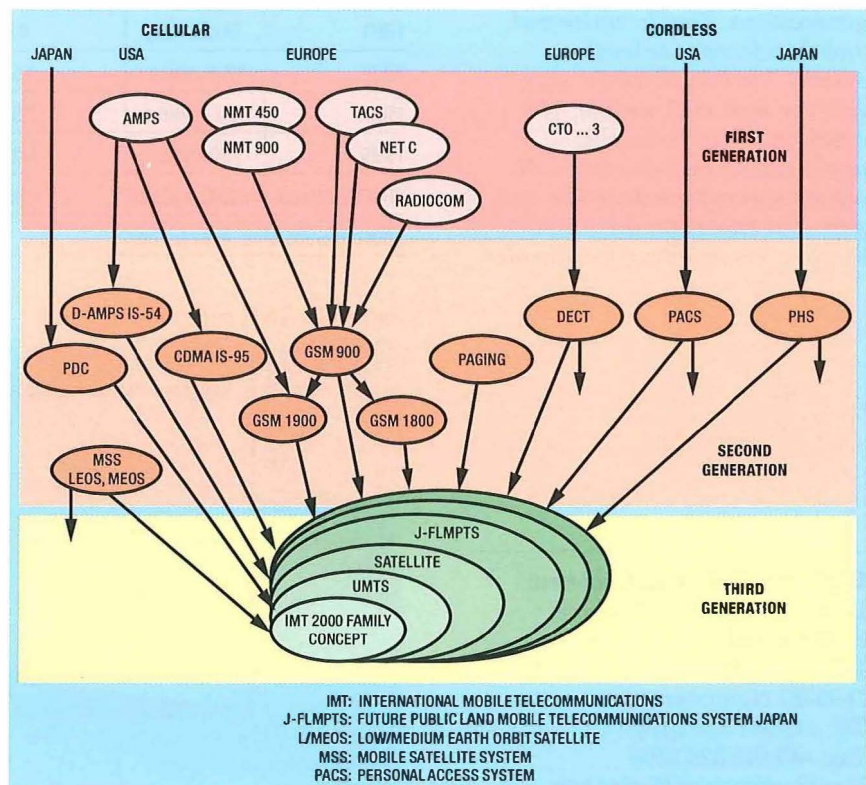 CELLULAR CORDLESS
JAPAN USA EUROPE EUROPE USA JAPAN
AMPS
NMT 450
NMT 900
TACS
NET C
RADIOCOM
CTO ... 3
FIRST
GENERATION
D-AMPS IS-54
PDC
CDMA IS-95
GSM 900
GSM 1900
GSM 1800
PAGING
DECT
PACS
PHS
MSS
LEOS, MEOS
SECOND
GENERATION
J-FLMPTS
SATELLITE
UMTS
IMT 2000 FAMILY
CONCEPT
THIRD
GENERATION
IMT: INTERNATIONAL MOBILE TELECOMMUNICATIONS
J-FLMPTS: FUTURE PUBLIC LAND MOBILE TELECOMMUNICATIONS SYSTEM JAPAN
L/MEOS: LOW/MEDIUM EARTH ORBIT SATELLITE
MSS: MOBILE SATELLITE SYSTEM
PACS: PERSONAL ACCESS SYSTEM